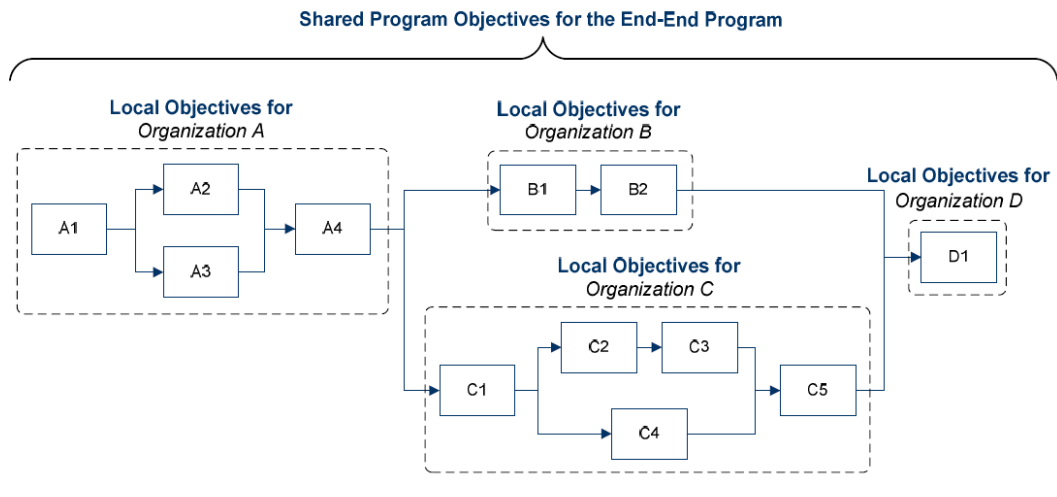 Shared Program Objectives for the End-End Program
Local Objectives for
Organization A
A1
A2
A3
A4
Local Objectives for
Organization B
B1
B2
Local Objectives for
Organization C
C1
C2
C3
C4
C5
Local Objectives for
Organization D
D1